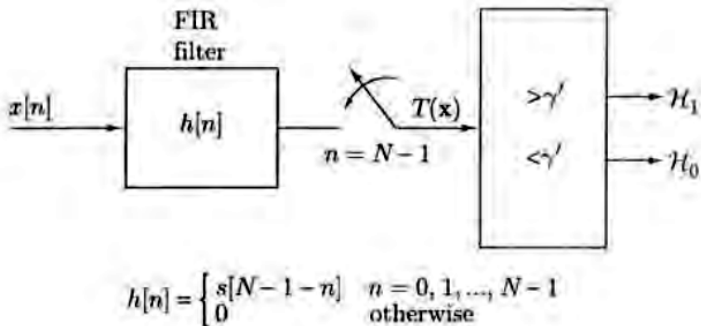 FIR
filter
x[n]
h[n]
T(x)
n = N − 1
>γ′
<γ′
ℋ₁
ℋ₀
h[n] = { s[N − 1 − n] n = 0, 1, ..., N − 1
0 otherwise